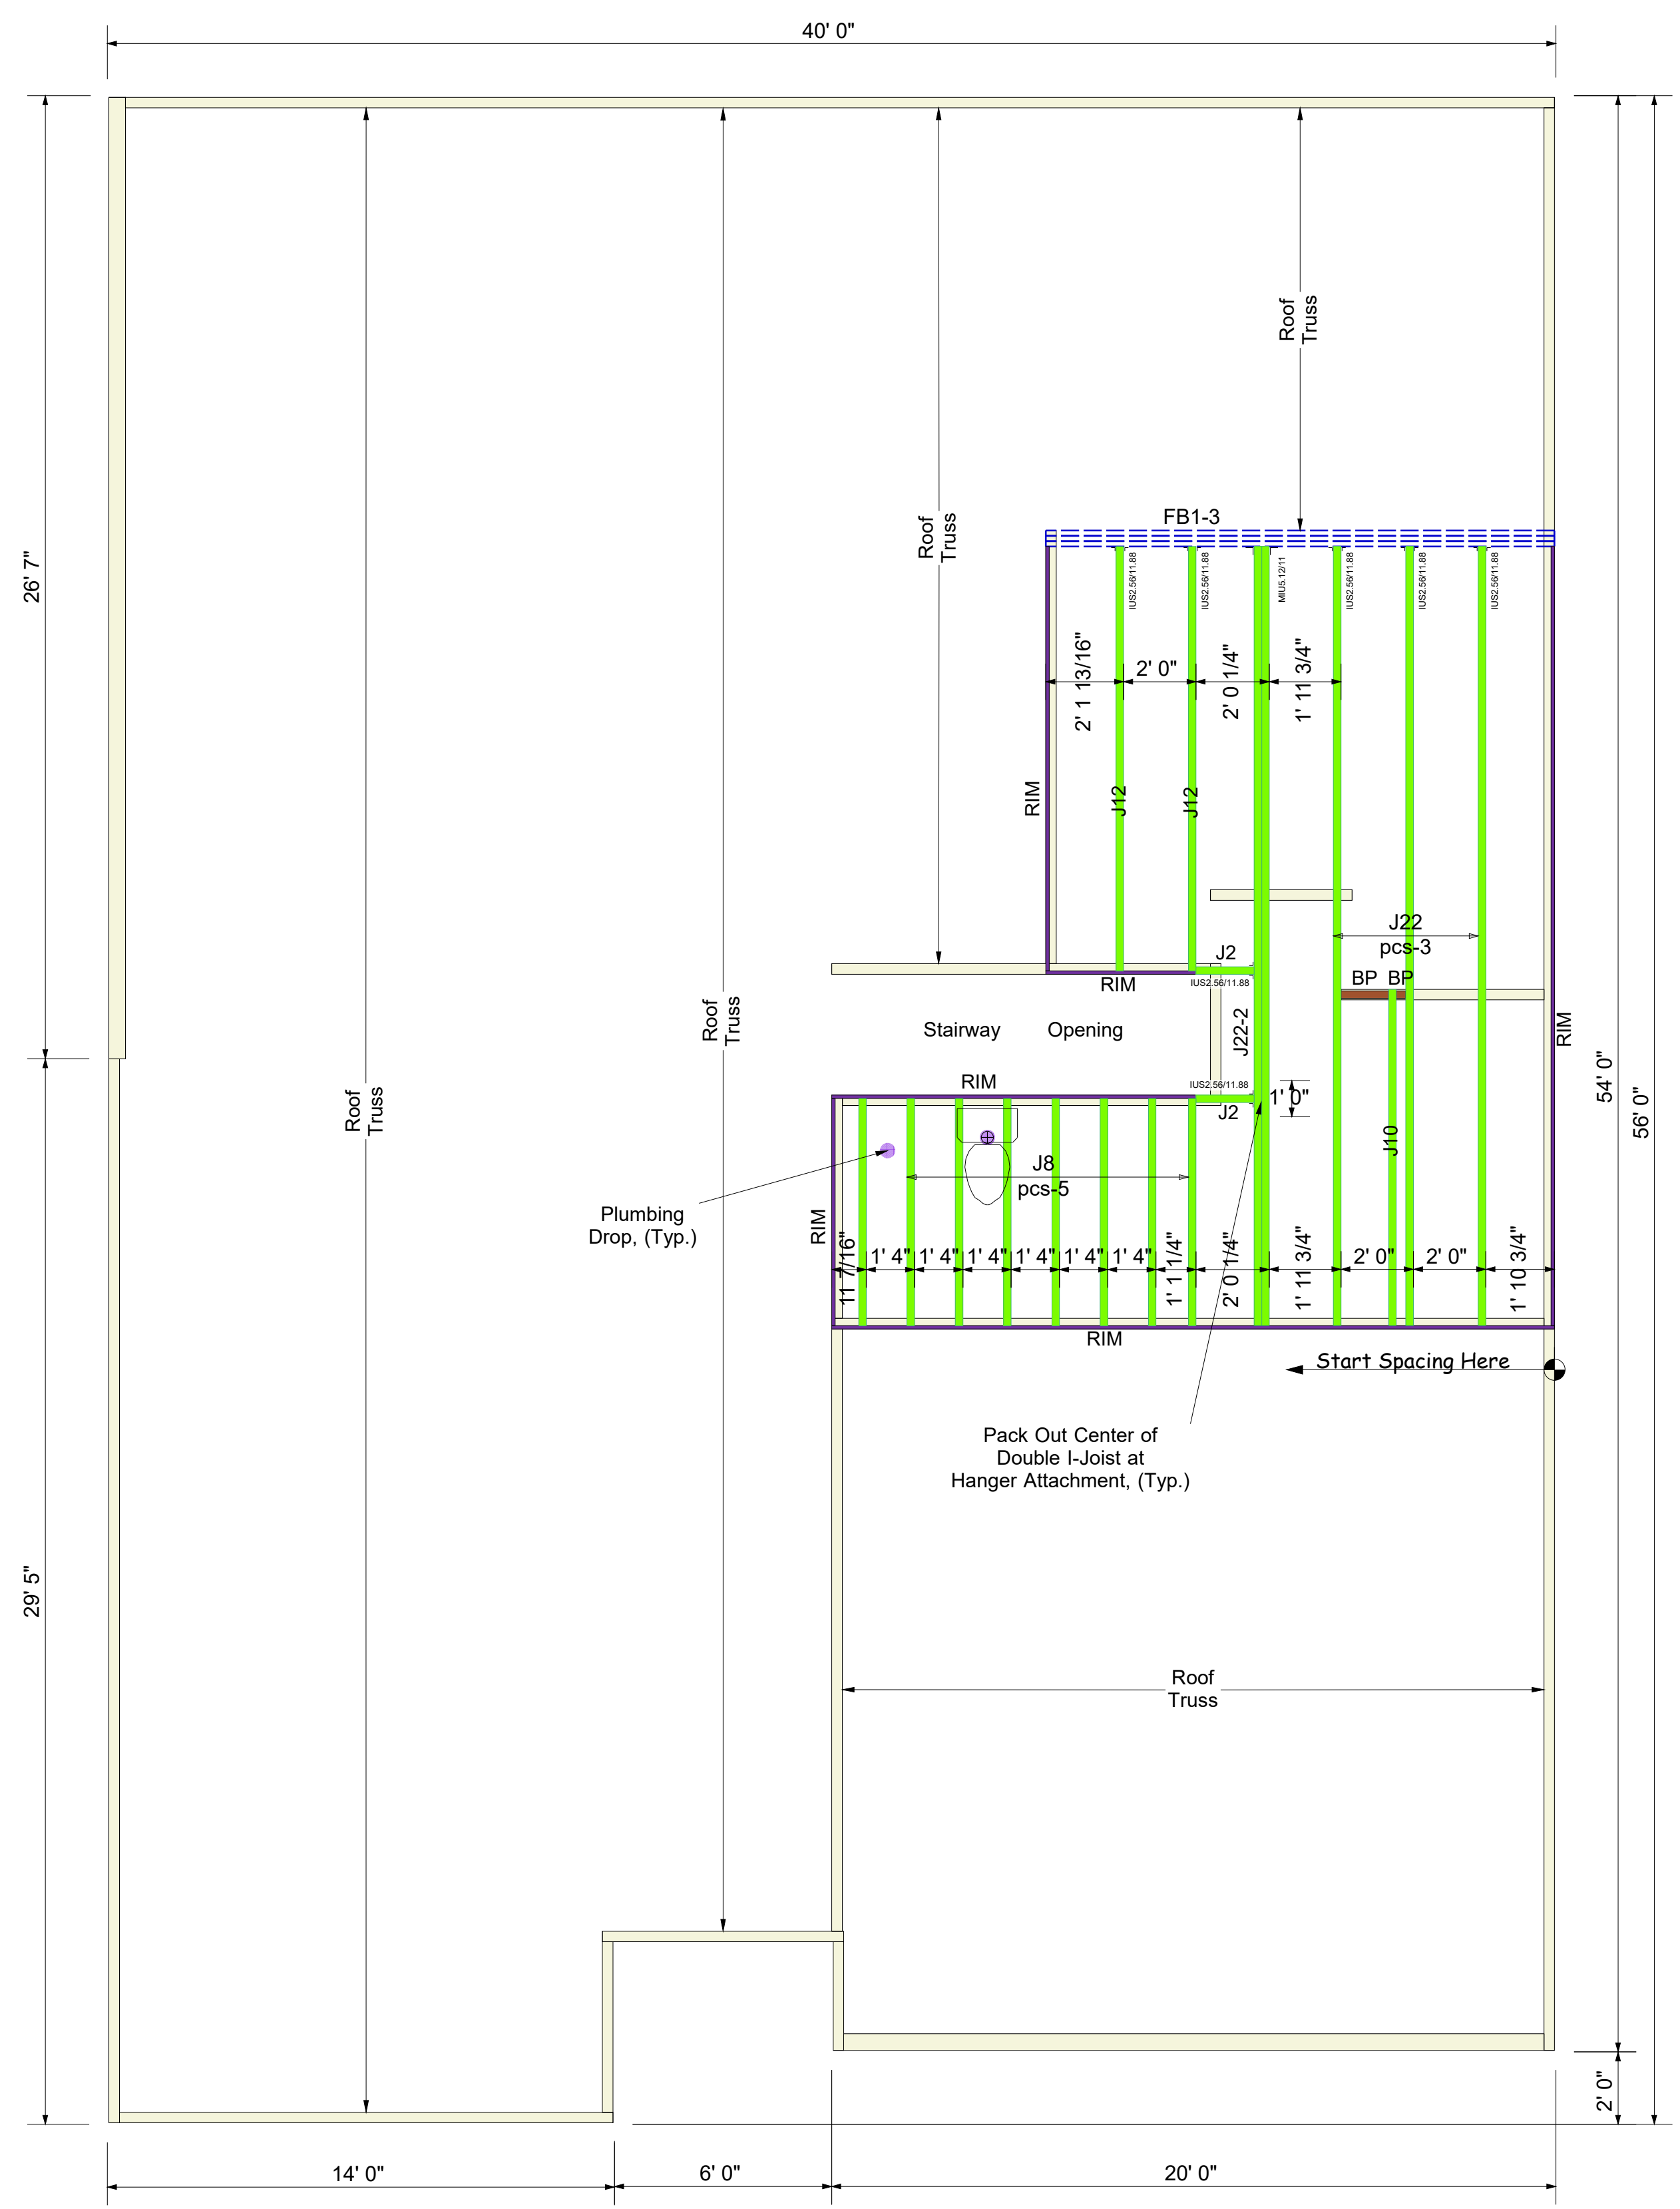 40' 0"
26' 7"
29' 5"
54' 0"
56' 0"
2' 0"
Roof
Truss
Roof
Truss
Roof
Truss
Roof
Truss
FB1-3
IUS2.56/11.88
IUS2.56/11.88
MIU5.12/11
IUS2.56/11.88
IUS2.56/11.88
IUS2.56/11.88
2' 1 13/16"
2' 0"
2' 0 1/4"
1' 11 3/4"
RIM
J12
J12
J22
pcs-3
J2
BP
BP
IUS2.56/11.88
RIM
Stairway
Opening
J22-2
RIM
RIM
IUS2.56/11.88
J2
1' 0"
J10
J8
pcs-5
Plumbing
Drop, (Typ.)
RIM
11 7/16"
1' 4"
1' 4"
1' 4"
1' 4"
1' 4"
1' 4"
1' 1 1/4"
2' 0 1/4"
1' 11 3/4"
2' 0"
2' 0"
1' 10 3/4"
RIM
Start Spacing Here
Pack Out Center of
Double I-Joist at
Hanger Attachment, (Typ.)
Roof
Truss
14' 0"
6' 0"
20' 0"